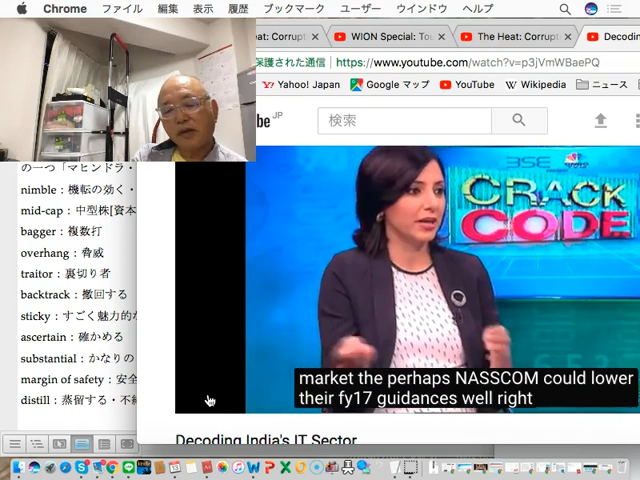 Chrome ファイル 編集 表示 履歴 ブックマーク ユーザー ウインドウ ヘルプ
eat: Corrupt
WION Special: Tou
The Heat: Corrupt
Decoding
保護された通信 | https://www.youtube.com/watch?v=p3jVmWBaePQ
Yahoo! Japan Google マップ YouTube Wikipedia ニュース
be JP
検索
の一つ「マヒンドラ・
nimble：機転の効く・
mid-cap：中型株[資本
bagger：複数打
overhang：脅威
traitor：裏切り者
backtrack：撤回する
sticky：すごく魅力的な
ascertain：確かめる
substantial：かなりの
margin of safety：安全
distill：蒸留する・不純
BSE
CRACK
CODE
market the perhaps NASSCOM could lower
their fy17 guidances well right
Decoding India's IT Sector